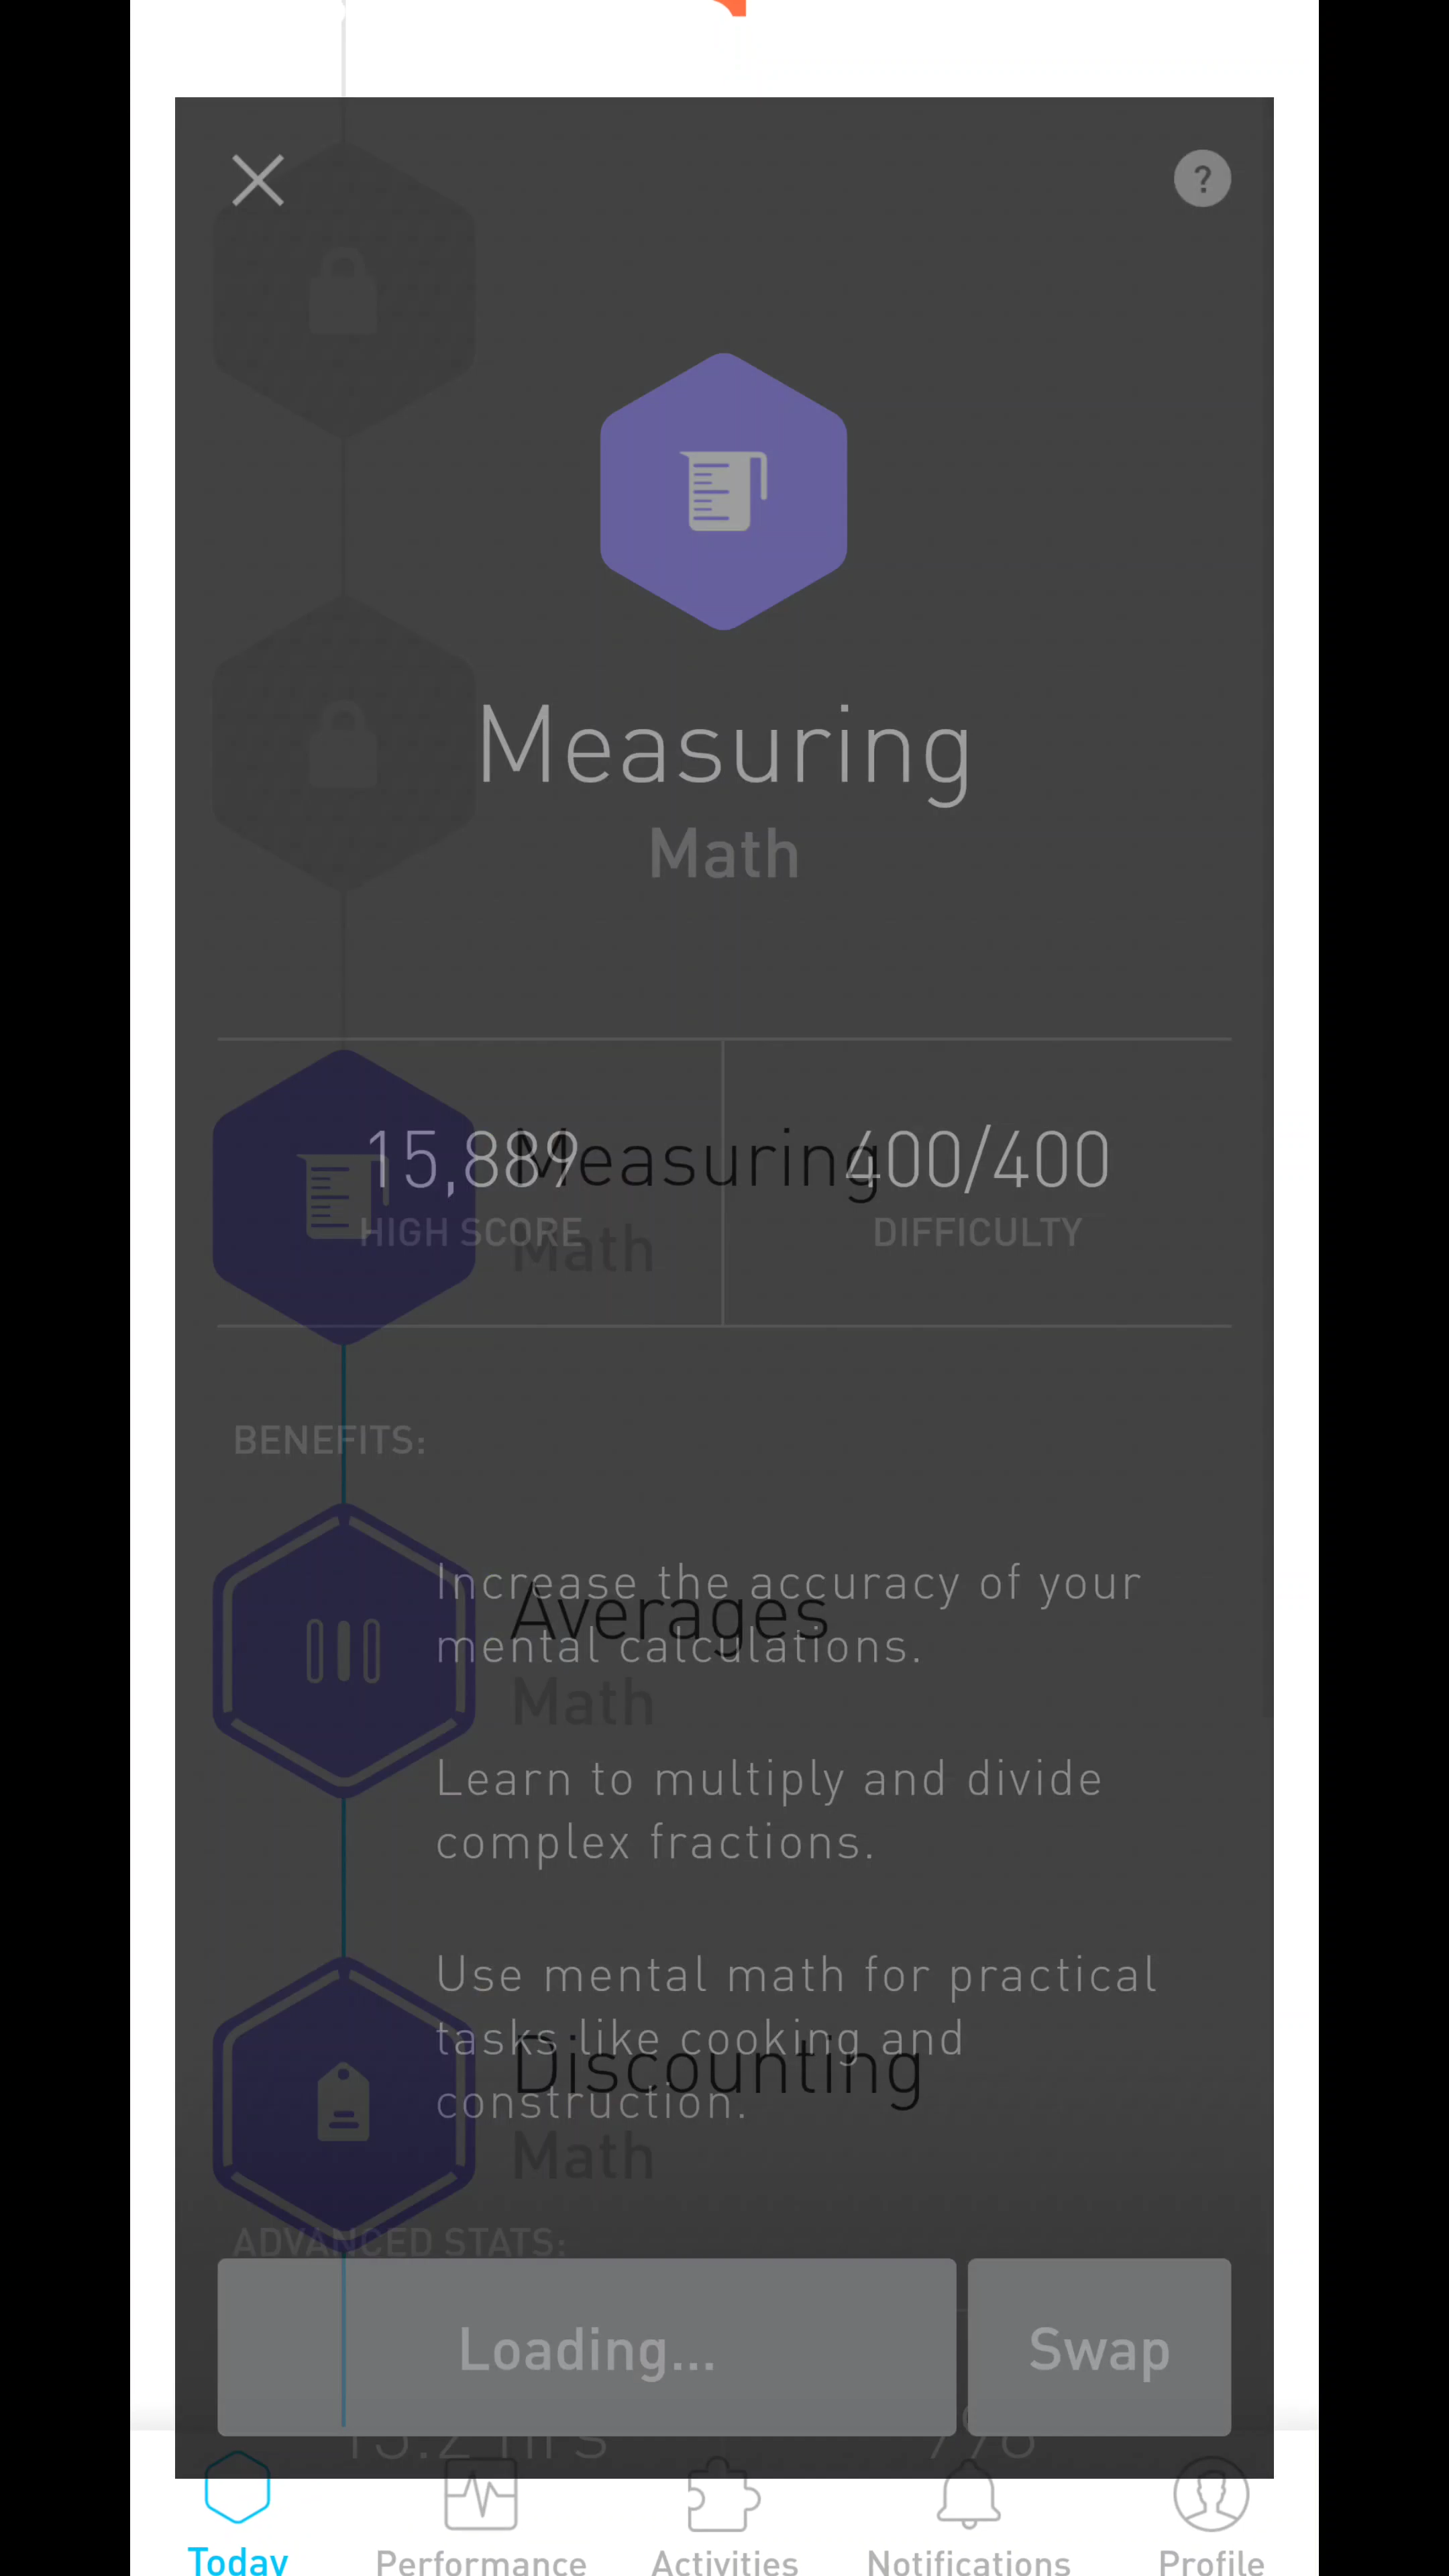 ?
Measuring
Math
15,889
HIGH SCORE
400/400
DIFFICULTY
Measuring
Math
BENEFITS:
Increase the accuracy of your
mental calculations.
Averages
Math
Learn to multiply and divide
complex fractions.
Use mental math for practical
tasks like cooking and
construction.
Discounting
Math
ADVANCED STATS:
Loading...
Swap
Today
Performance
Activities
Notifications
Profile